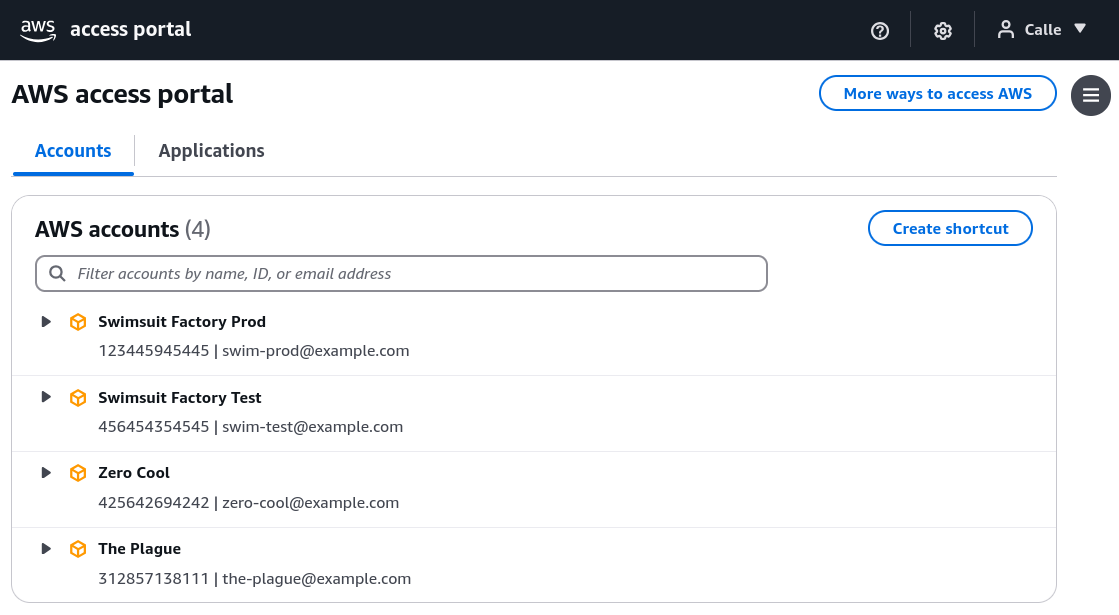 aws access portal
Calle
AWS access portal
More ways to access AWS
Accounts
Applications
AWS accounts (4)
Create shortcut
Filter accounts by name, ID, or email address
Swimsuit Factory Prod
123445945445 | swim-prod@example.com
Swimsuit Factory Test
456454354545 | swim-test@example.com
Zero Cool
425642694242 | zero-cool@example.com
The Plague
312857138111 | the-plague@example.com